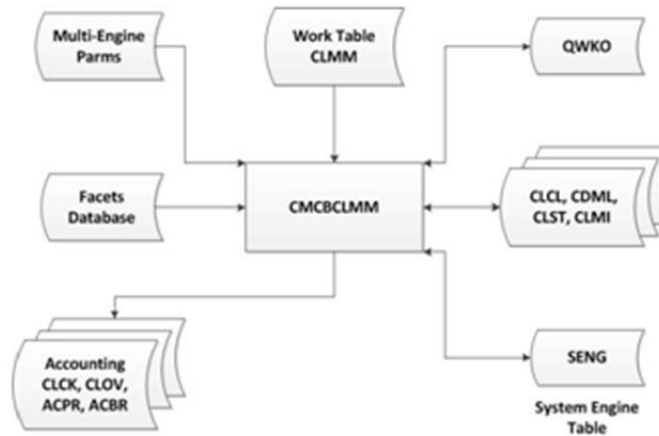 Multi-Engine
Parms
Work Table
CLMM
QWKO
Facets
Database
CMCBCLMM
CLCL, CDML,
CLST, CLMI
Accounting
CLCK, CLOV,
ACPR, ACBR
SENG
System Engine
Table